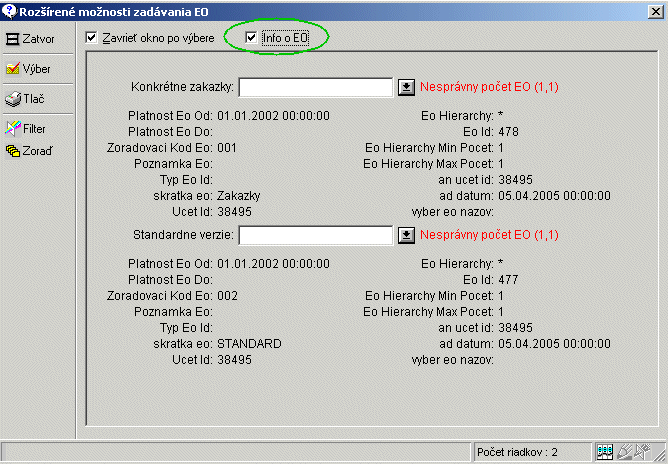 Rozšírené možnosti zadávania EO
Zatvor
Zavrieť okno po výbere
Info o EO
Výber
Tlač
Filter
Zoraď
Konkrétne zakazky: Nesprávny počet EO (1,1)
Platnost Eo Od: 01.01.2002 00:00:00 Eo Hierarchy: *
Platnost Eo Do: Eo Id: 478
Zoradovaci Kod Eo: 001 Eo Hierarchy Min Pocet: 1
Poznamka Eo: Eo Hierarchy Max Pocet: 1
Typ Eo Id: an ucet id: 38495
skratka eo: Zakazky ad datum: 05.04.2005 00:00:00
Ucet Id: 38495 vyber eo nazov:
Standardne verzie: Nesprávny počet EO (1,1)
Platnost Eo Od: 01.01.2002 00:00:00 Eo Hierarchy: *
Platnost Eo Do: Eo Id: 477
Zoradovaci Kod Eo: 002 Eo Hierarchy Min Pocet: 1
Poznamka Eo: Eo Hierarchy Max Pocet: 1
Typ Eo Id: an ucet id: 38495
skratka eo: STANDARD ad datum: 05.04.2005 00:00:00
Ucet Id: 38495 vyber eo nazov:
Počet riadkov : 2